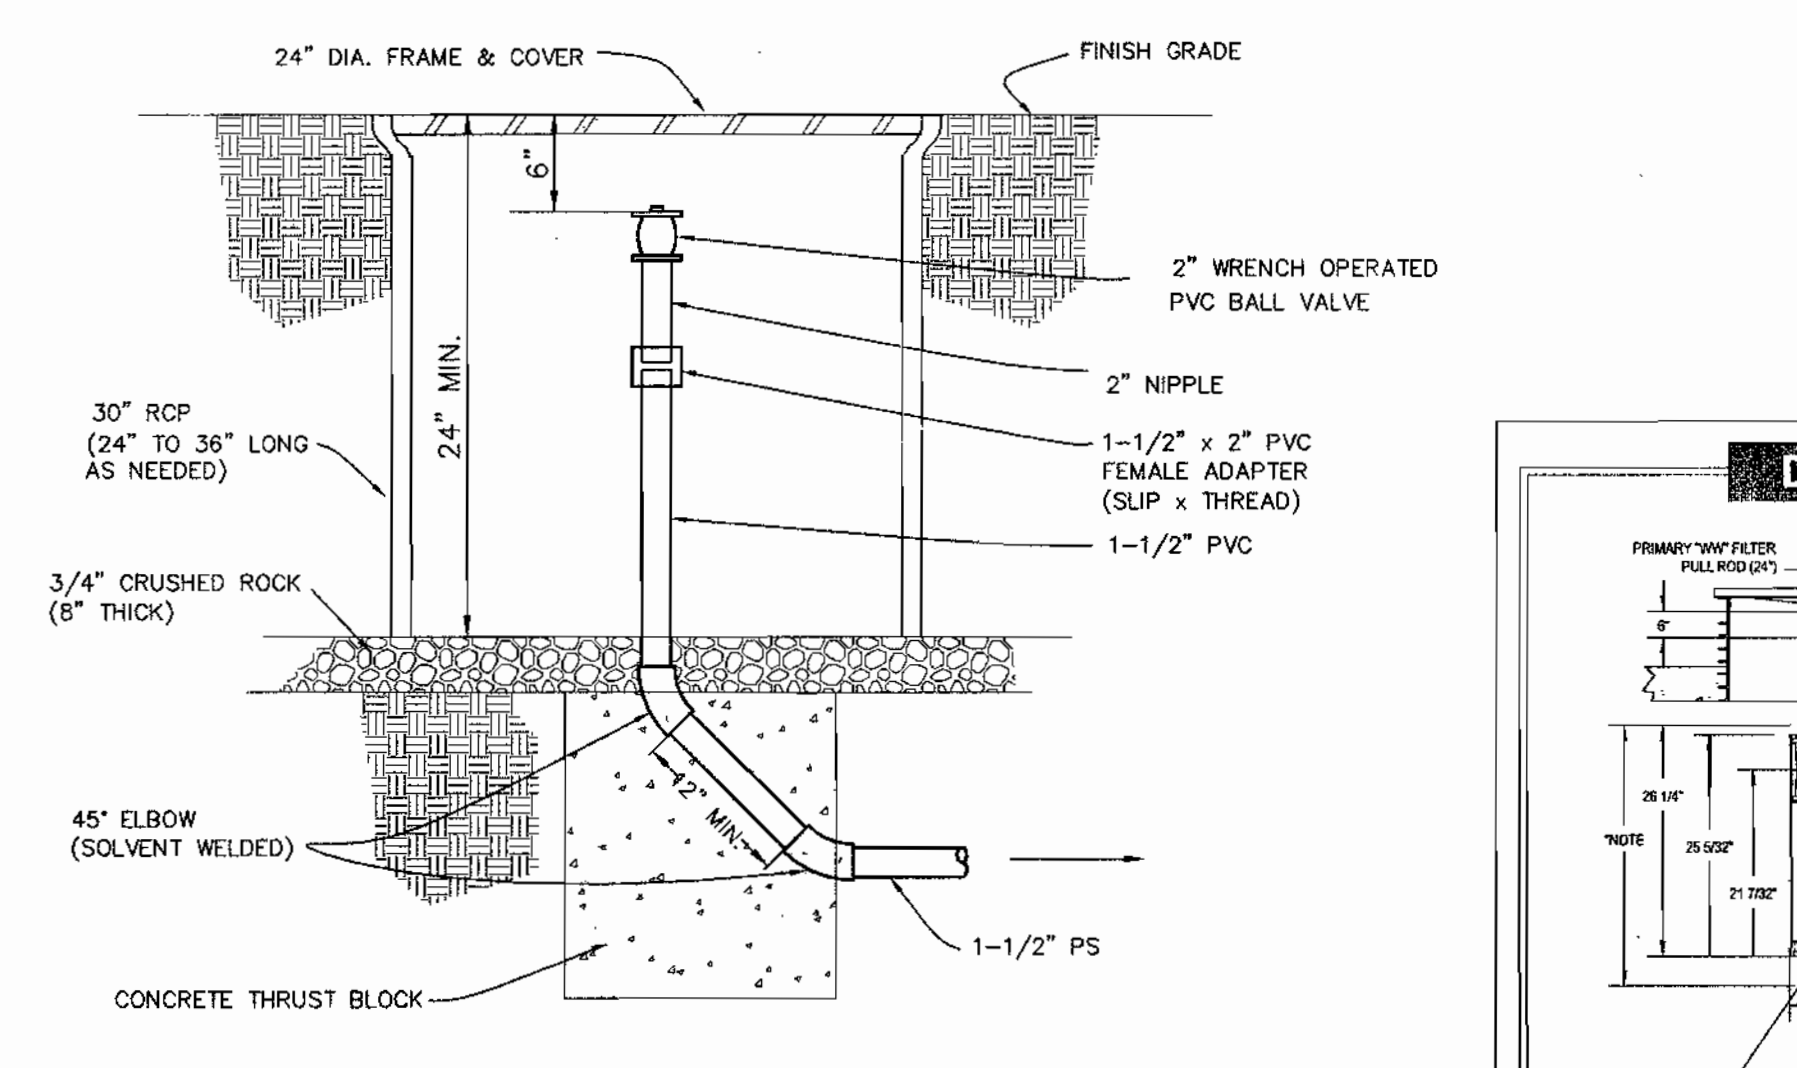 24" DIA. FRAME & COVER
FINISH GRADE
6"
2" WRENCH OPERATED
PVC BALL VALVE
24" MIN.
2" NIPPLE
30" RCP
(24" TO 36" LONG
AS NEEDED)
1-1/2" x 2" PVC
FEMALE ADAPTER
(SLIP x THREAD)
1-1/2" PVC
3/4" CRUSHED ROCK
(8" THICK)
12" MIN.
45° ELBOW
(SOLVENT WELDED)
1-1/2" PS
CONCRETE THRUST BLOCK
PRIMARY "WW" FILTER
PULL ROD (24")
6"
26 1/4"
*NOTE
25 5/32"
21 7/32"